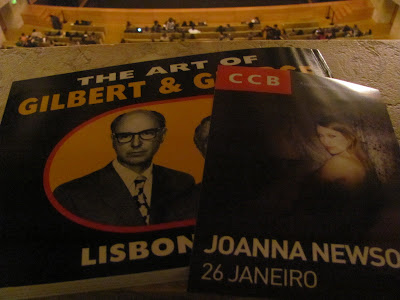 THE ART OF
GILBERT & G
LISBON
CCB
JOANNA NEWSO
26 JANEIRO